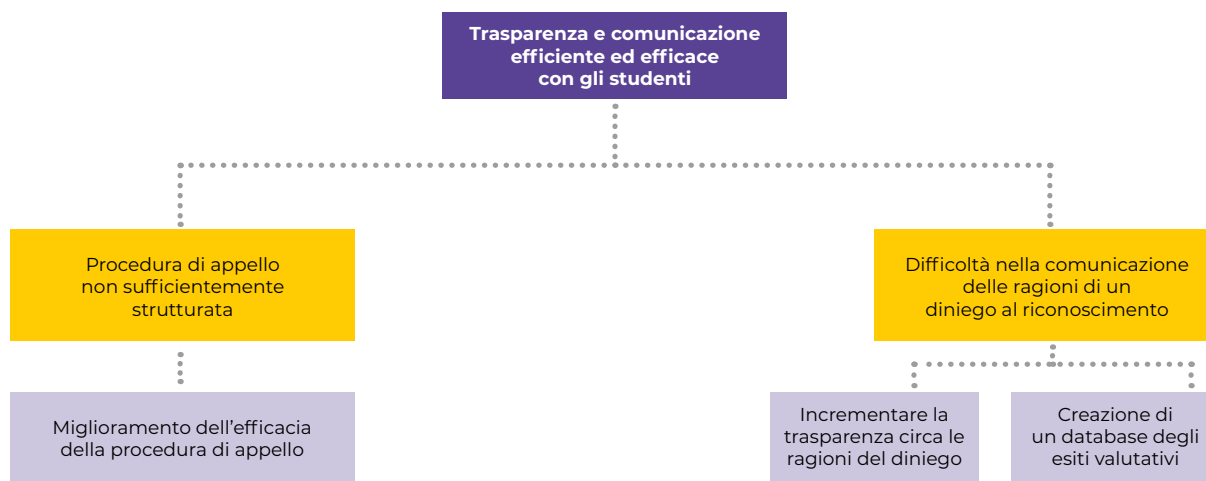 Trasparenza e comunicazione
efficiente ed efficace
con gli studenti
Procedura di appello
non sufficientemente
strutturata
Difficoltà nella comunicazione
delle ragioni di un
diniego al riconoscimento
Miglioramento dell'efficacia
della procedura di appello
Incrementare la
trasparenza circa le
ragioni del diniego
Creazione di
un database degli
esiti valutativi